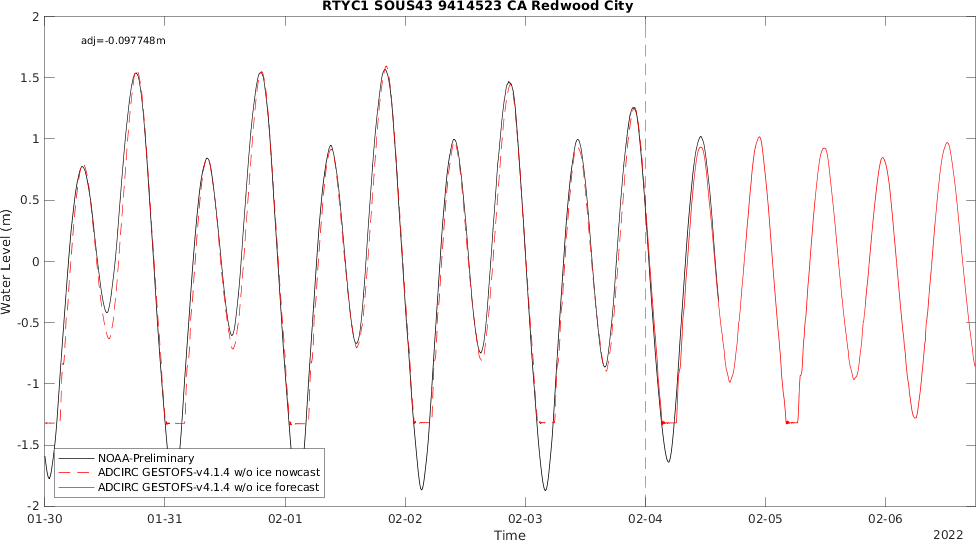 RTYC1 SOUS43 9414523 CA Redwood City
adj=-0.097748m
2
1.5
1
0.5
0
-0.5
-1
-1.5
-2
Water Level (m)
NOAA-Preliminary
ADCIRC GESTOFS-v4.1.4 w/o ice nowcast
ADCIRC GESTOFS-v4.1.4 w/o ice forecast
01-30 01-31 02-01 02-02 02-03 02-04 02-05 02-06
Time
2022